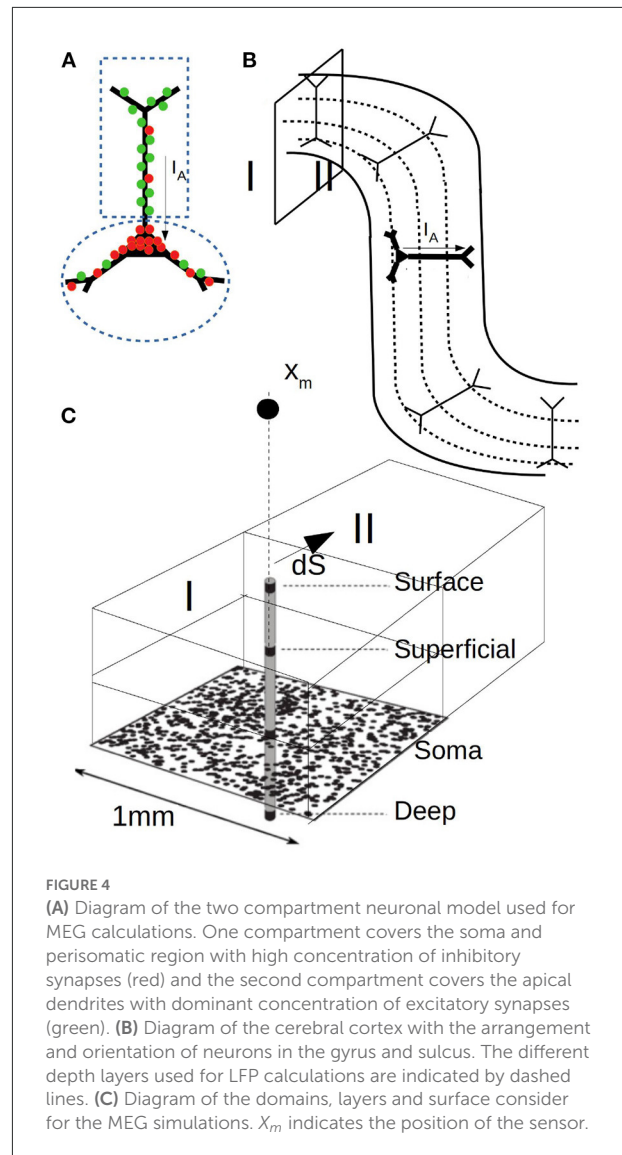 A
B
I_A
I
II
I_A
X_m
C
II
dS
Surface
I
Superficial
Soma
Deep
1mm
FIGURE 4
(A) Diagram of the two compartment neuronal model used for
MEG calculations. One compartment covers the soma and
perisomatic region with high concentration of inhibitory
synapses (red) and the second compartment covers the apical
dendrites with dominant concentration of excitatory synapses
(green). (B) Diagram of the cerebral cortex with the arrangement
and orientation of neurons in the gyrus and sulcus. The different
depth layers used for LFP calculations are indicated by dashed
lines. (C) Diagram of the domains, layers and surface consider
for the MEG simulations. X_m indicates the position of the sensor.